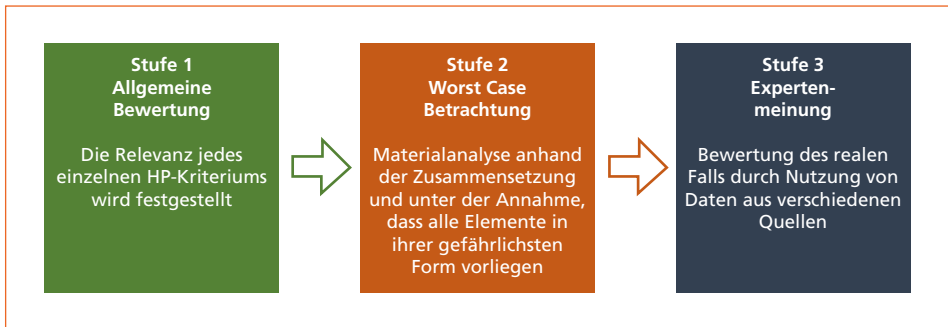 Stufe 1
Allgemeine
Bewertung
Die Relevanz jedes
einzelnen HP-Kriteriums
wird festgestellt
Stufe 2
Worst Case
Betrachtung
Materialanalyse anhand
der Zusammensetzung
und unter der Annahme,
dass alle Elemente in
ihrer gefährlichsten
Form vorliegen
Stufe 3
Experten-
meinung
Bewertung des realen
Falls durch Nutzung von
Daten aus verschiedenen
Quellen